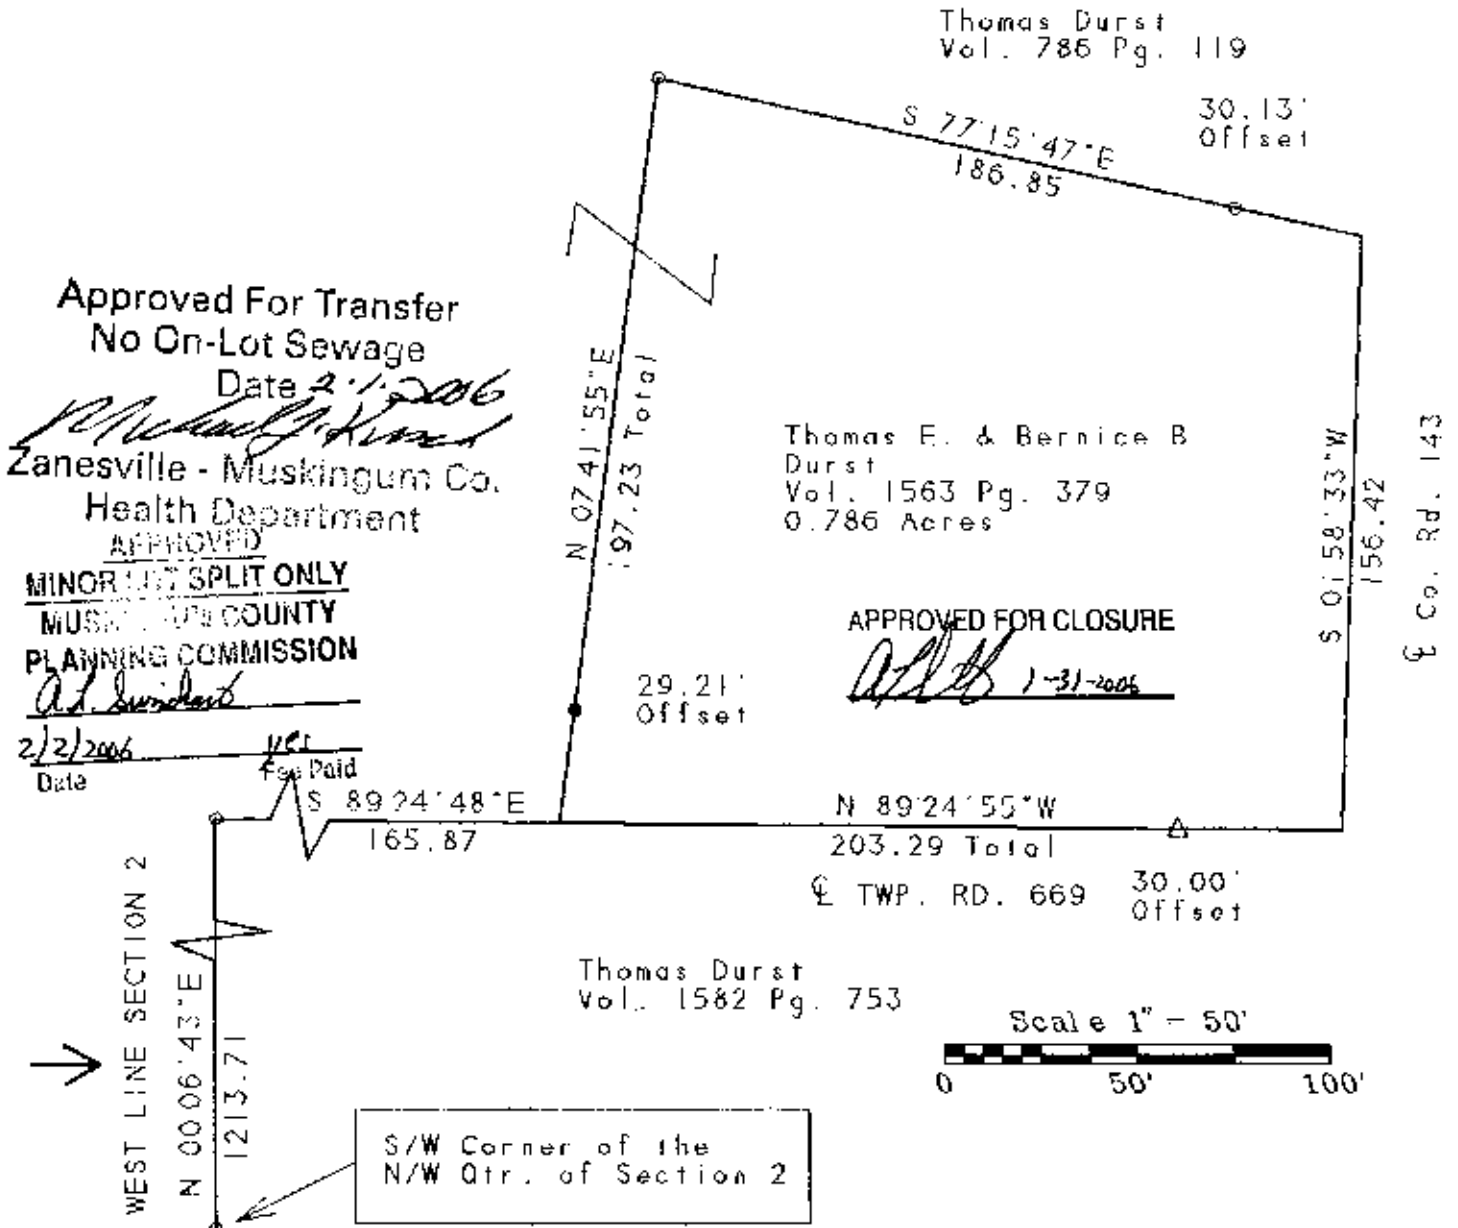 Thomas Durst
Vol. 786 Pg. 119
30.13'
Offset
S 77°15'47"E
186.85
Approved For Transfer
No On-Lot Sewage
Date 2-1-2006
Zanesville - Muskingum Co.
Health Department
APPROVED
MINOR LOT SPLIT ONLY
MUSKINGUM COUNTY
PLANNING COMMISSION
2/2/2006 yes
Date Fee Paid
N 07°41'55"E
197.23 Total
Thomas E. & Bernice B
Durst
Vol. 1563 Pg. 379
0.786 Acres
APPROVED FOR CLOSURE
1-31-2006
S 01°58'33"W
156.42
℄ Co. Rd. 143
29.21'
Offset
S 89°24'48"E
165.87
N 89°24'55"W
203.29 Total
℄ TWP. RD. 669
30.00'
Offset
WEST LINE SECTION 2
N 00°06'43"E
1213.71
Thomas Durst
Vol. 1582 Pg. 753
Scale 1" = 50'
0 50' 100'
S/W Corner of the
N/W Qtr. of Section 2